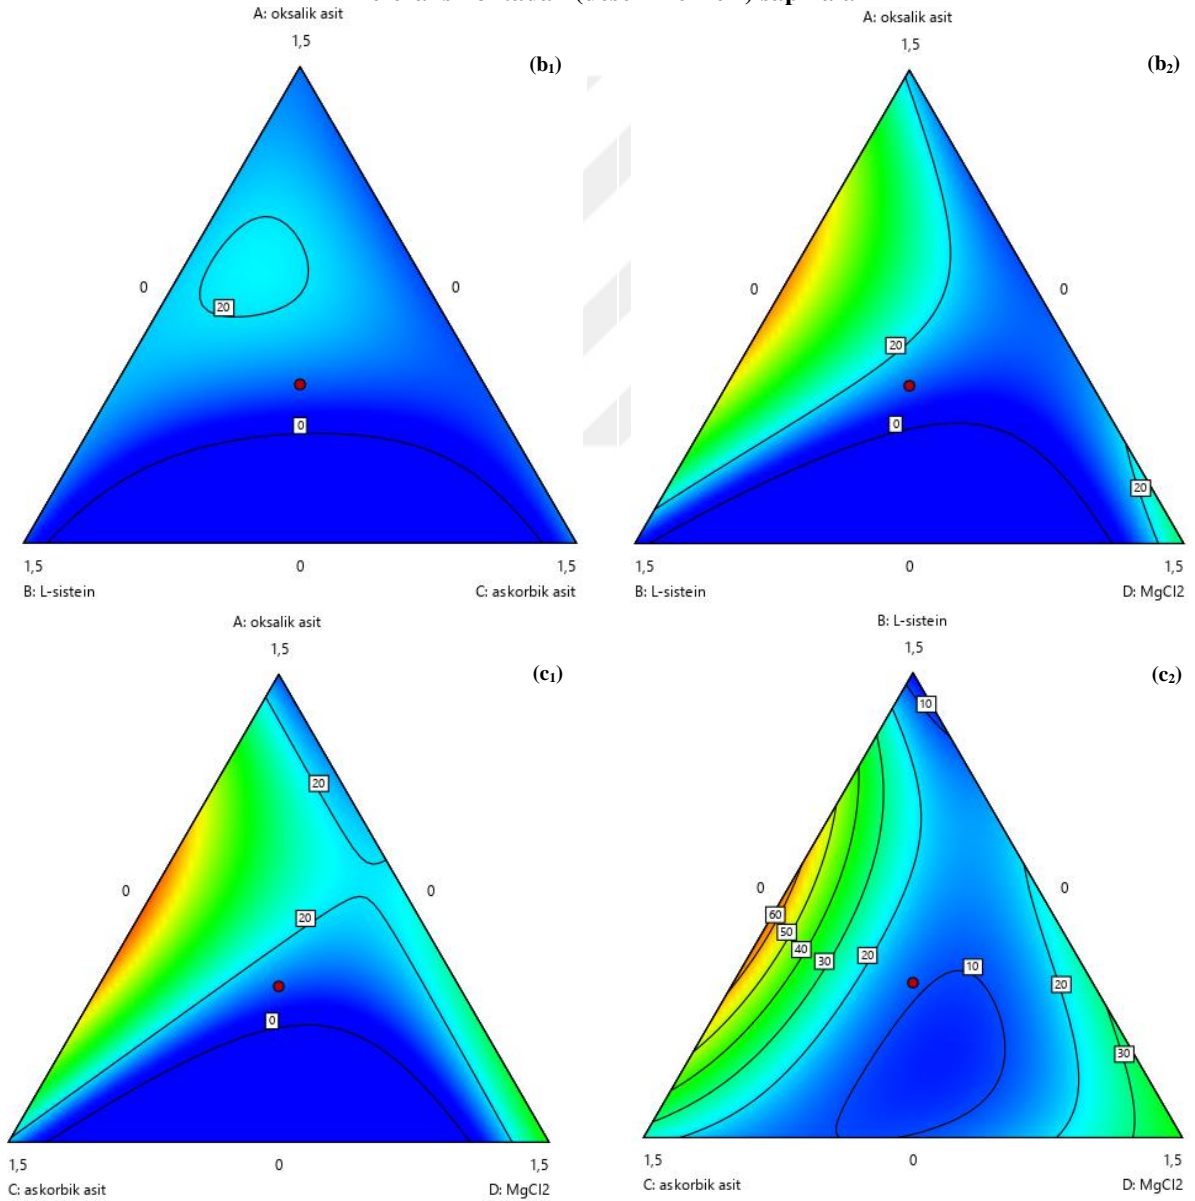 A: oksalik asit
1,5
(b₁)
0
0
20
0
1,5
0
1,5
B: L-sistein
C: askorbik asit
A: oksalik asit
1,5
(b₂)
0
0
20
0
20
1,5
0
1,5
B: L-sistein
D: MgCl2
A: oksalik asit
1,5
(c₁)
20
0
0
20
0
1,5
0
1,5
C: askorbik asit
D: MgCl2
B: L-sistein
1,5
(c₂)
10
0
0
60
50
40
30
20
10
20
30
1,5
0
1,5
C: askorbik asit
D: MgCl2